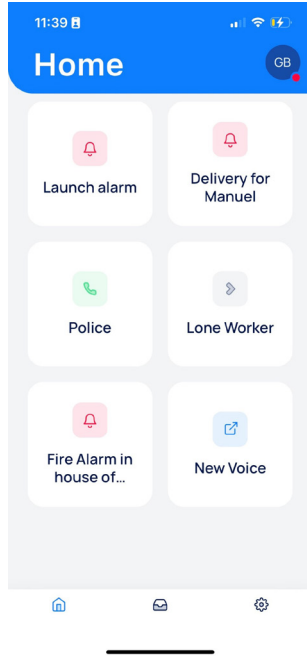 11:39
Home
GB
Launch alarm
Delivery for
Manuel
Police
Lone Worker
Fire Alarm in
house of...
New Voice